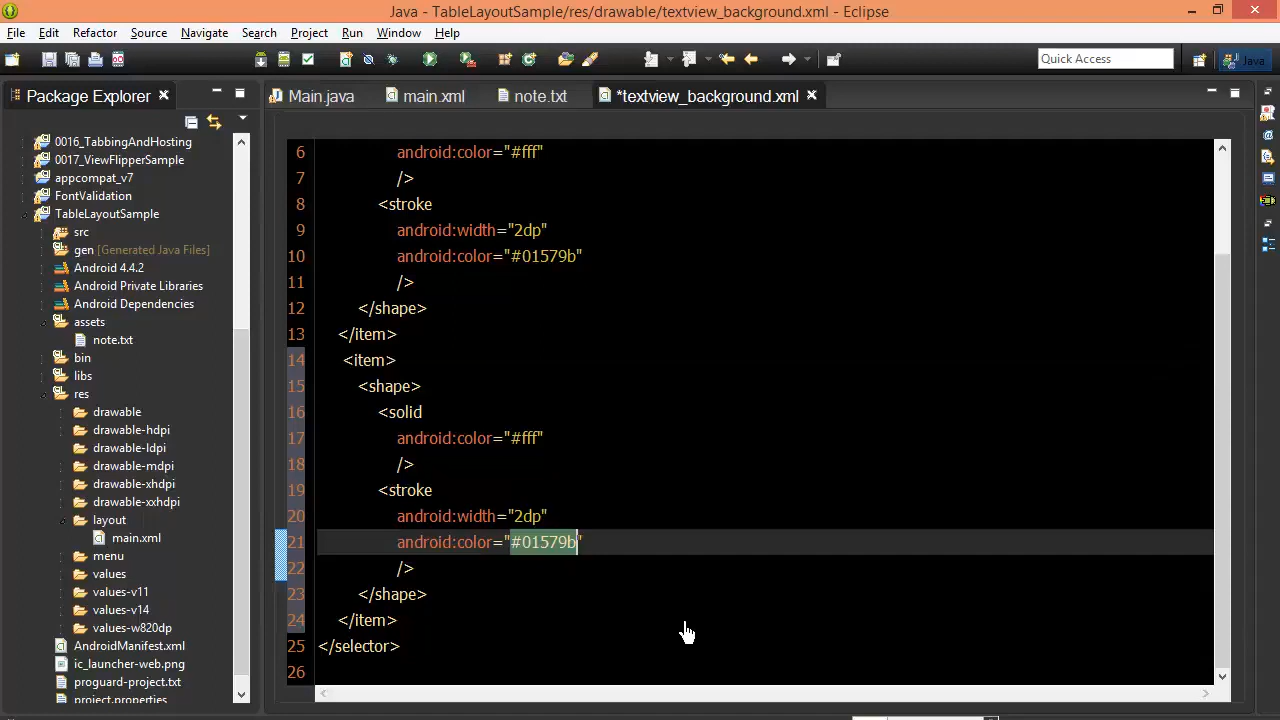 Java - TableLayoutSample/res/drawable/textview_background.xml - Eclipse
File Edit Refactor Source Navigate Search Project Run Window Help
Quick Access
Java
Package Explorer
Main.java
main.xml
note.txt
*textview_background.xml
0016_TabbingAndHosting
0017_ViewFlipperSample
appcompat_v7
FontValidation
TableLayoutSample
src
gen [Generated Java Files]
Android 4.4.2
Android Private Libraries
Android Dependencies
assets
note.txt
bin
libs
res
drawable
drawable-hdpi
drawable-ldpi
drawable-mdpi
drawable-xhdpi
drawable-xxhdpi
layout
main.xml
menu
values
values-v11
values-v14
values-w820dp
AndroidManifest.xml
ic_launcher-web.png
proguard-project.txt
project.properties
6 android:color="#fff"
7 />
8 <stroke
9 android:width="2dp"
10 android:color="#01579b"
11 />
12 </shape>
13 </item>
14 <item>
15 <shape>
16 <solid
17 android:color="#fff"
18 />
19 <stroke
20 android:width="2dp"
21 android:color="#01579b"
22 />
23 </shape>
24 </item>
25 </selector>
26